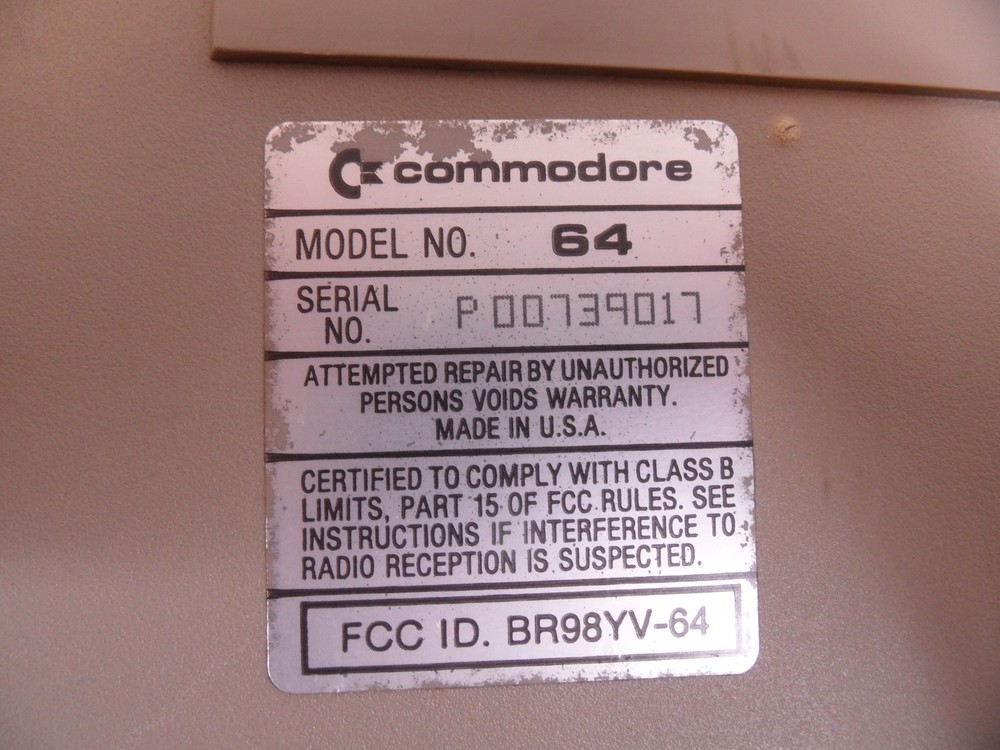 commodore
MODEL NO. 64
SERIAL NO. P 00739017
ATTEMPTED REPAIR BY UNAUTHORIZED
PERSONS VOIDS WARRANTY.
MADE IN U.S.A.
CERTIFIED TO COMPLY WITH CLASS B
LIMITS, PART 15 OF FCC RULES. SEE
INSTRUCTIONS IF INTERFERENCE TO
RADIO RECEPTION IS SUSPECTED.
FCC ID. BR98YV-64